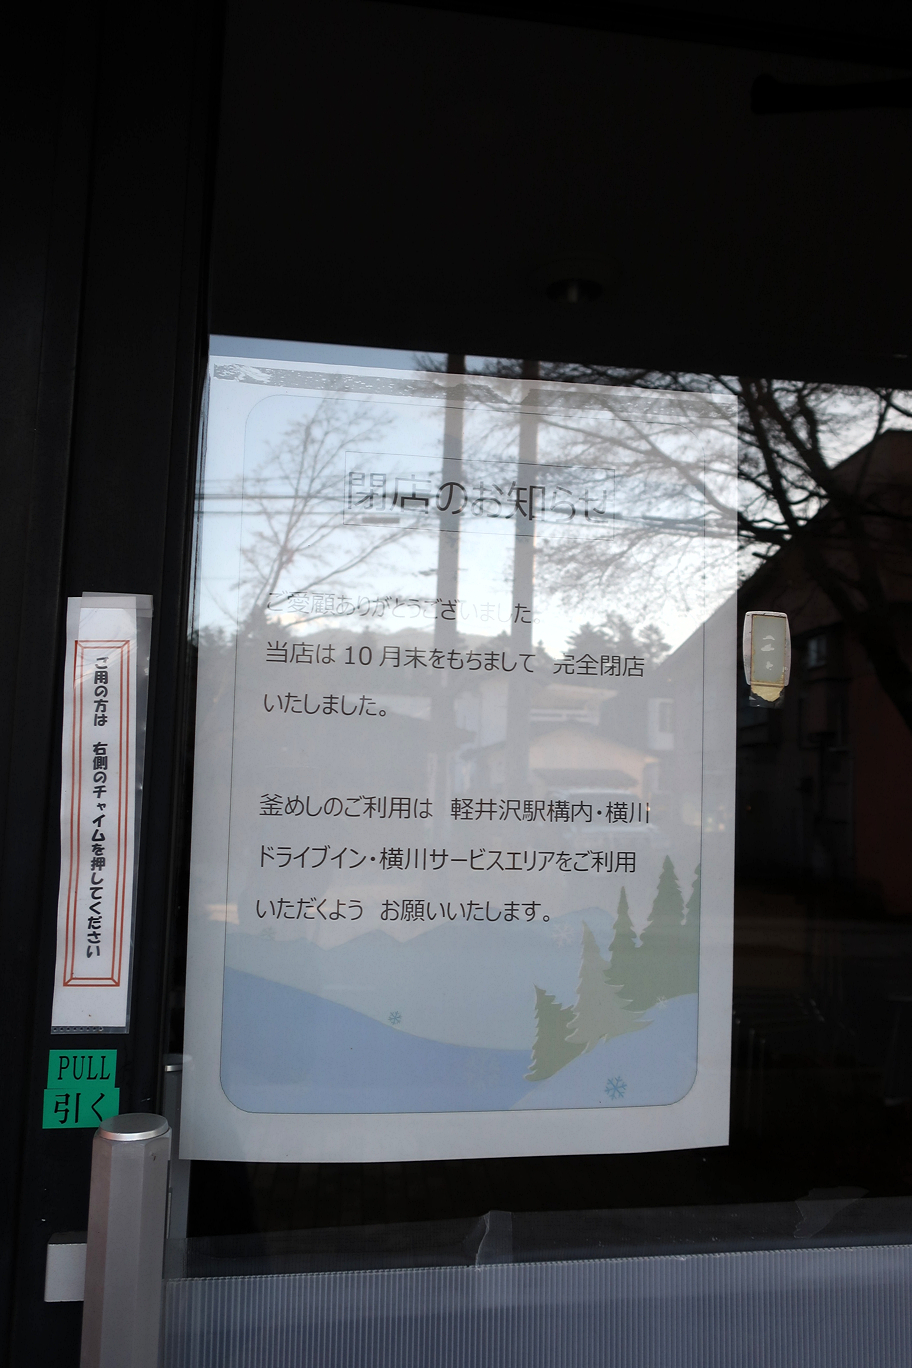 閉店のお知らせ
ご愛顧ありがとうございました。
当店は 10 月末をもちまして　完全閉店
いたしました。
釜めしのご利用は　軽井沢駅構内・横川
ドライブイン・横川サービスエリアをご利用
いただくよう　お願いいたします。
ご用の方は　右側のチャイムを押してください
PULL
引く